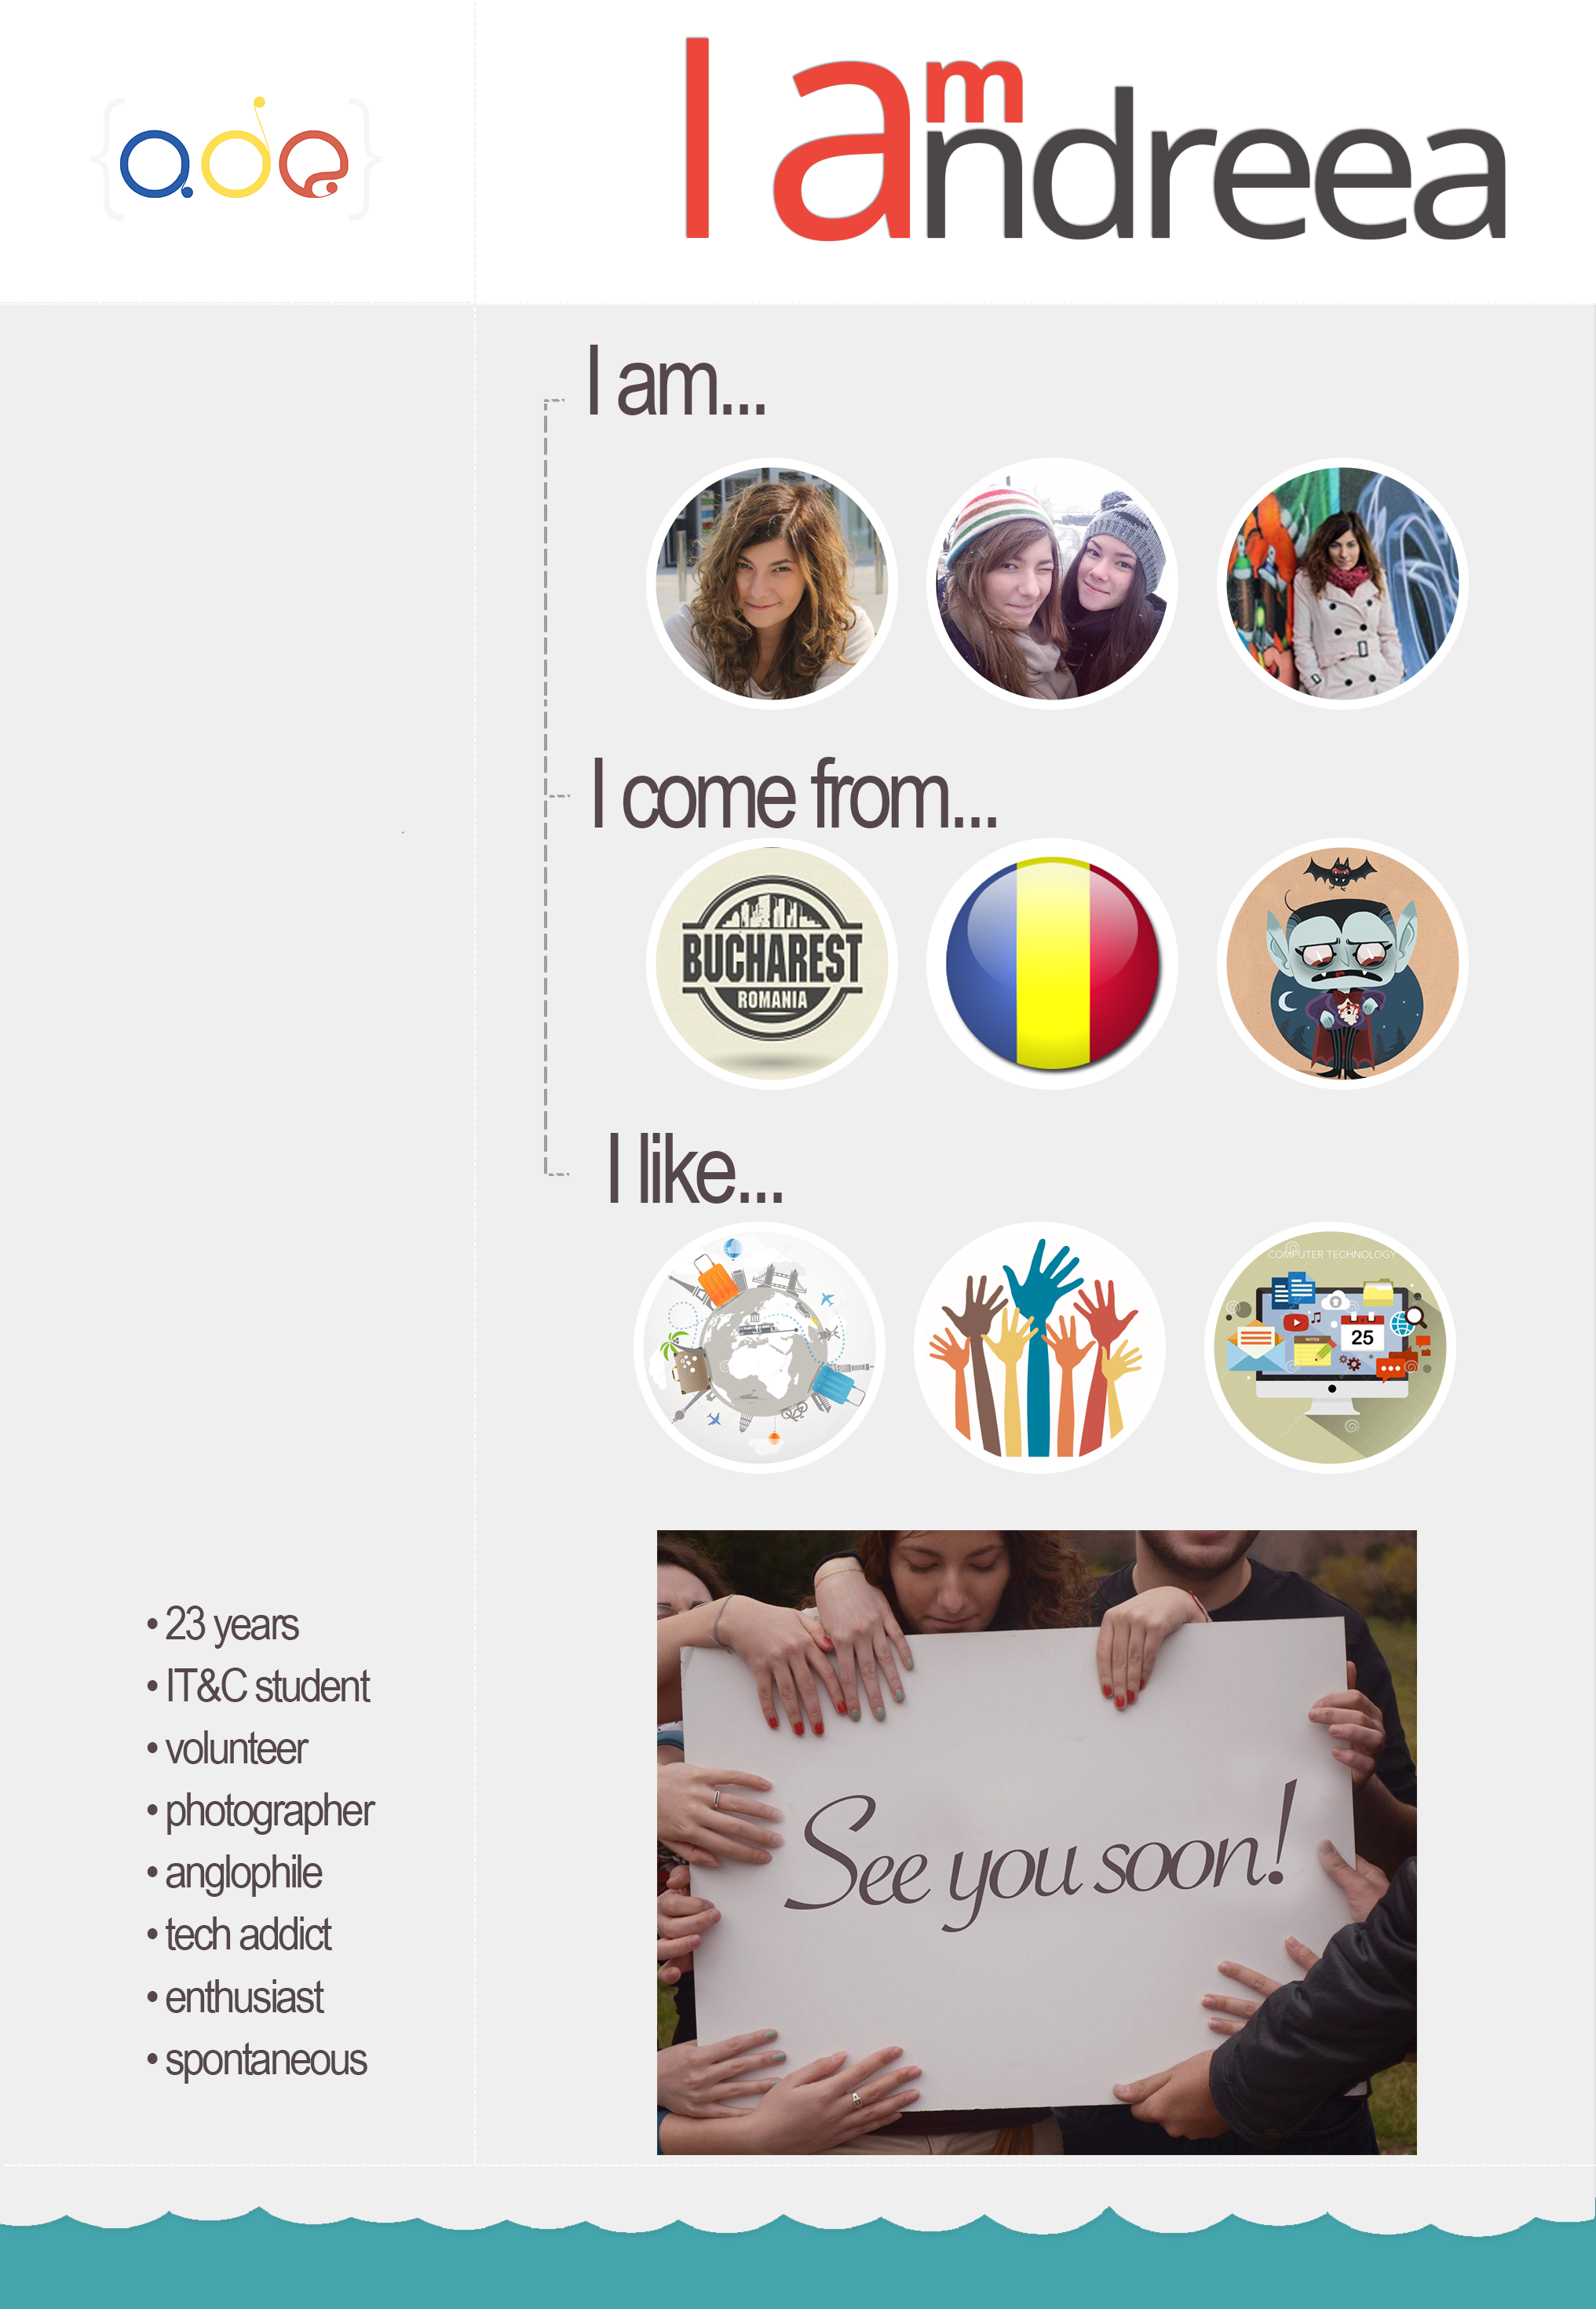 {ade}
I am andreea
I am...
I come from...
BUCHAREST
ROMANIA
I like...
COMPUTER TECHNOLOGY
NOTES
25
• 23 years
• IT&C student
• volunteer
• photographer
• anglophile
• tech addict
• enthusiast
• spontaneous
See you soon!